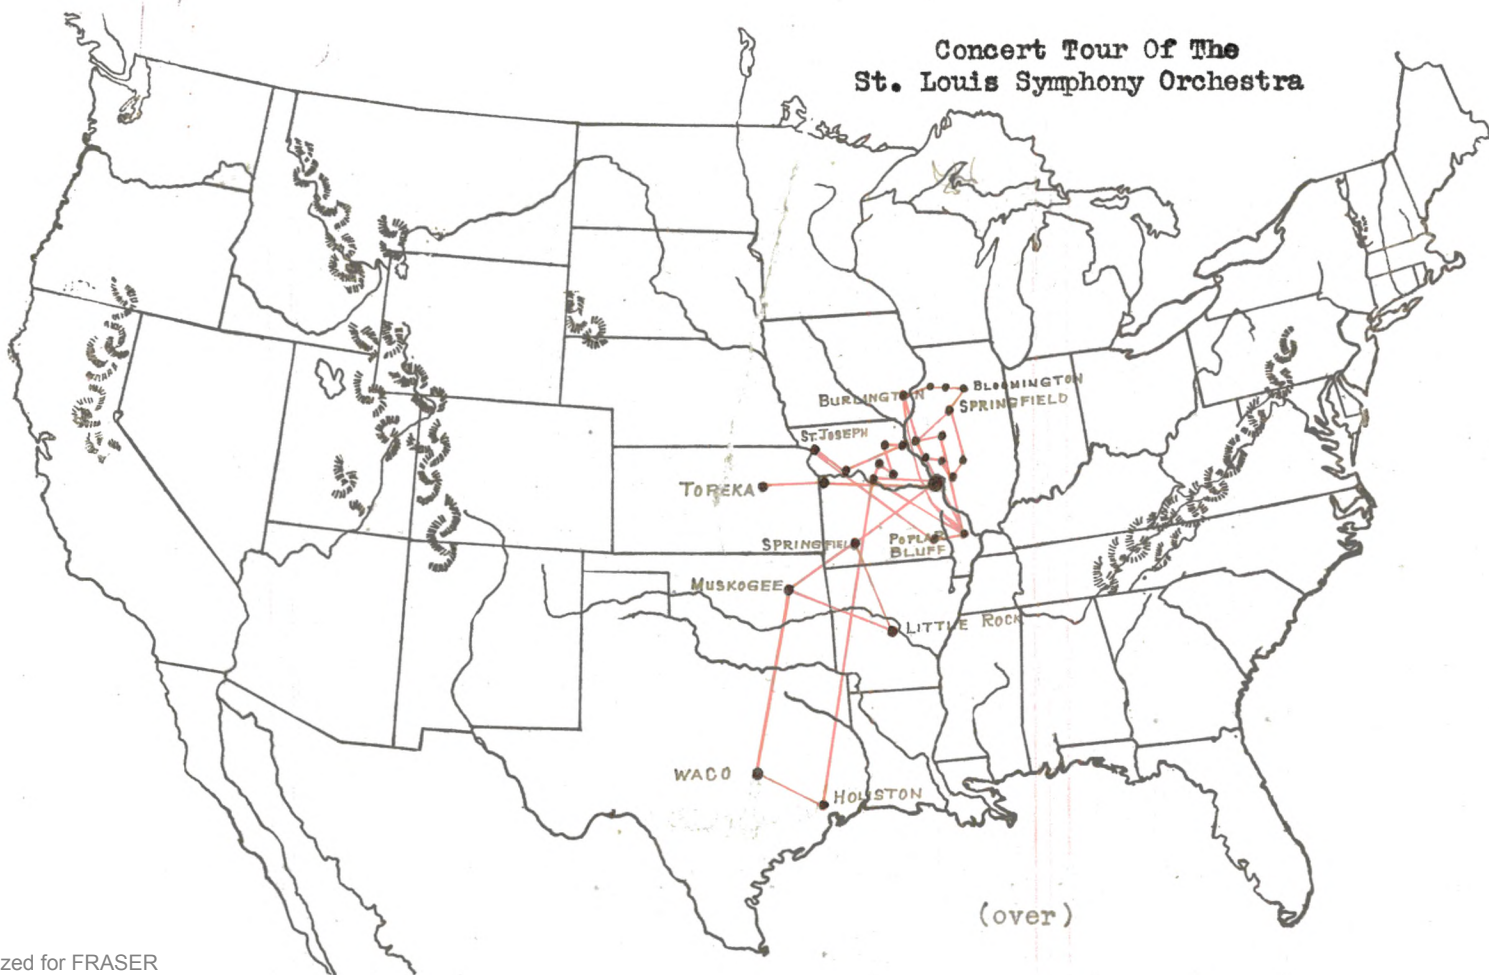 Concert Tour Of The
St. Louis Symphony Orchestra
BURLINGTON
BLOOMINGTON
SPRINGFIELD
ST. JOSEPH
TOPEKA
SPRINGFIELD
POPLAR
BLUFF
MUSKOGEE
LITTLE ROCK
WACO
HOUSTON
(over)
zed for FRASER